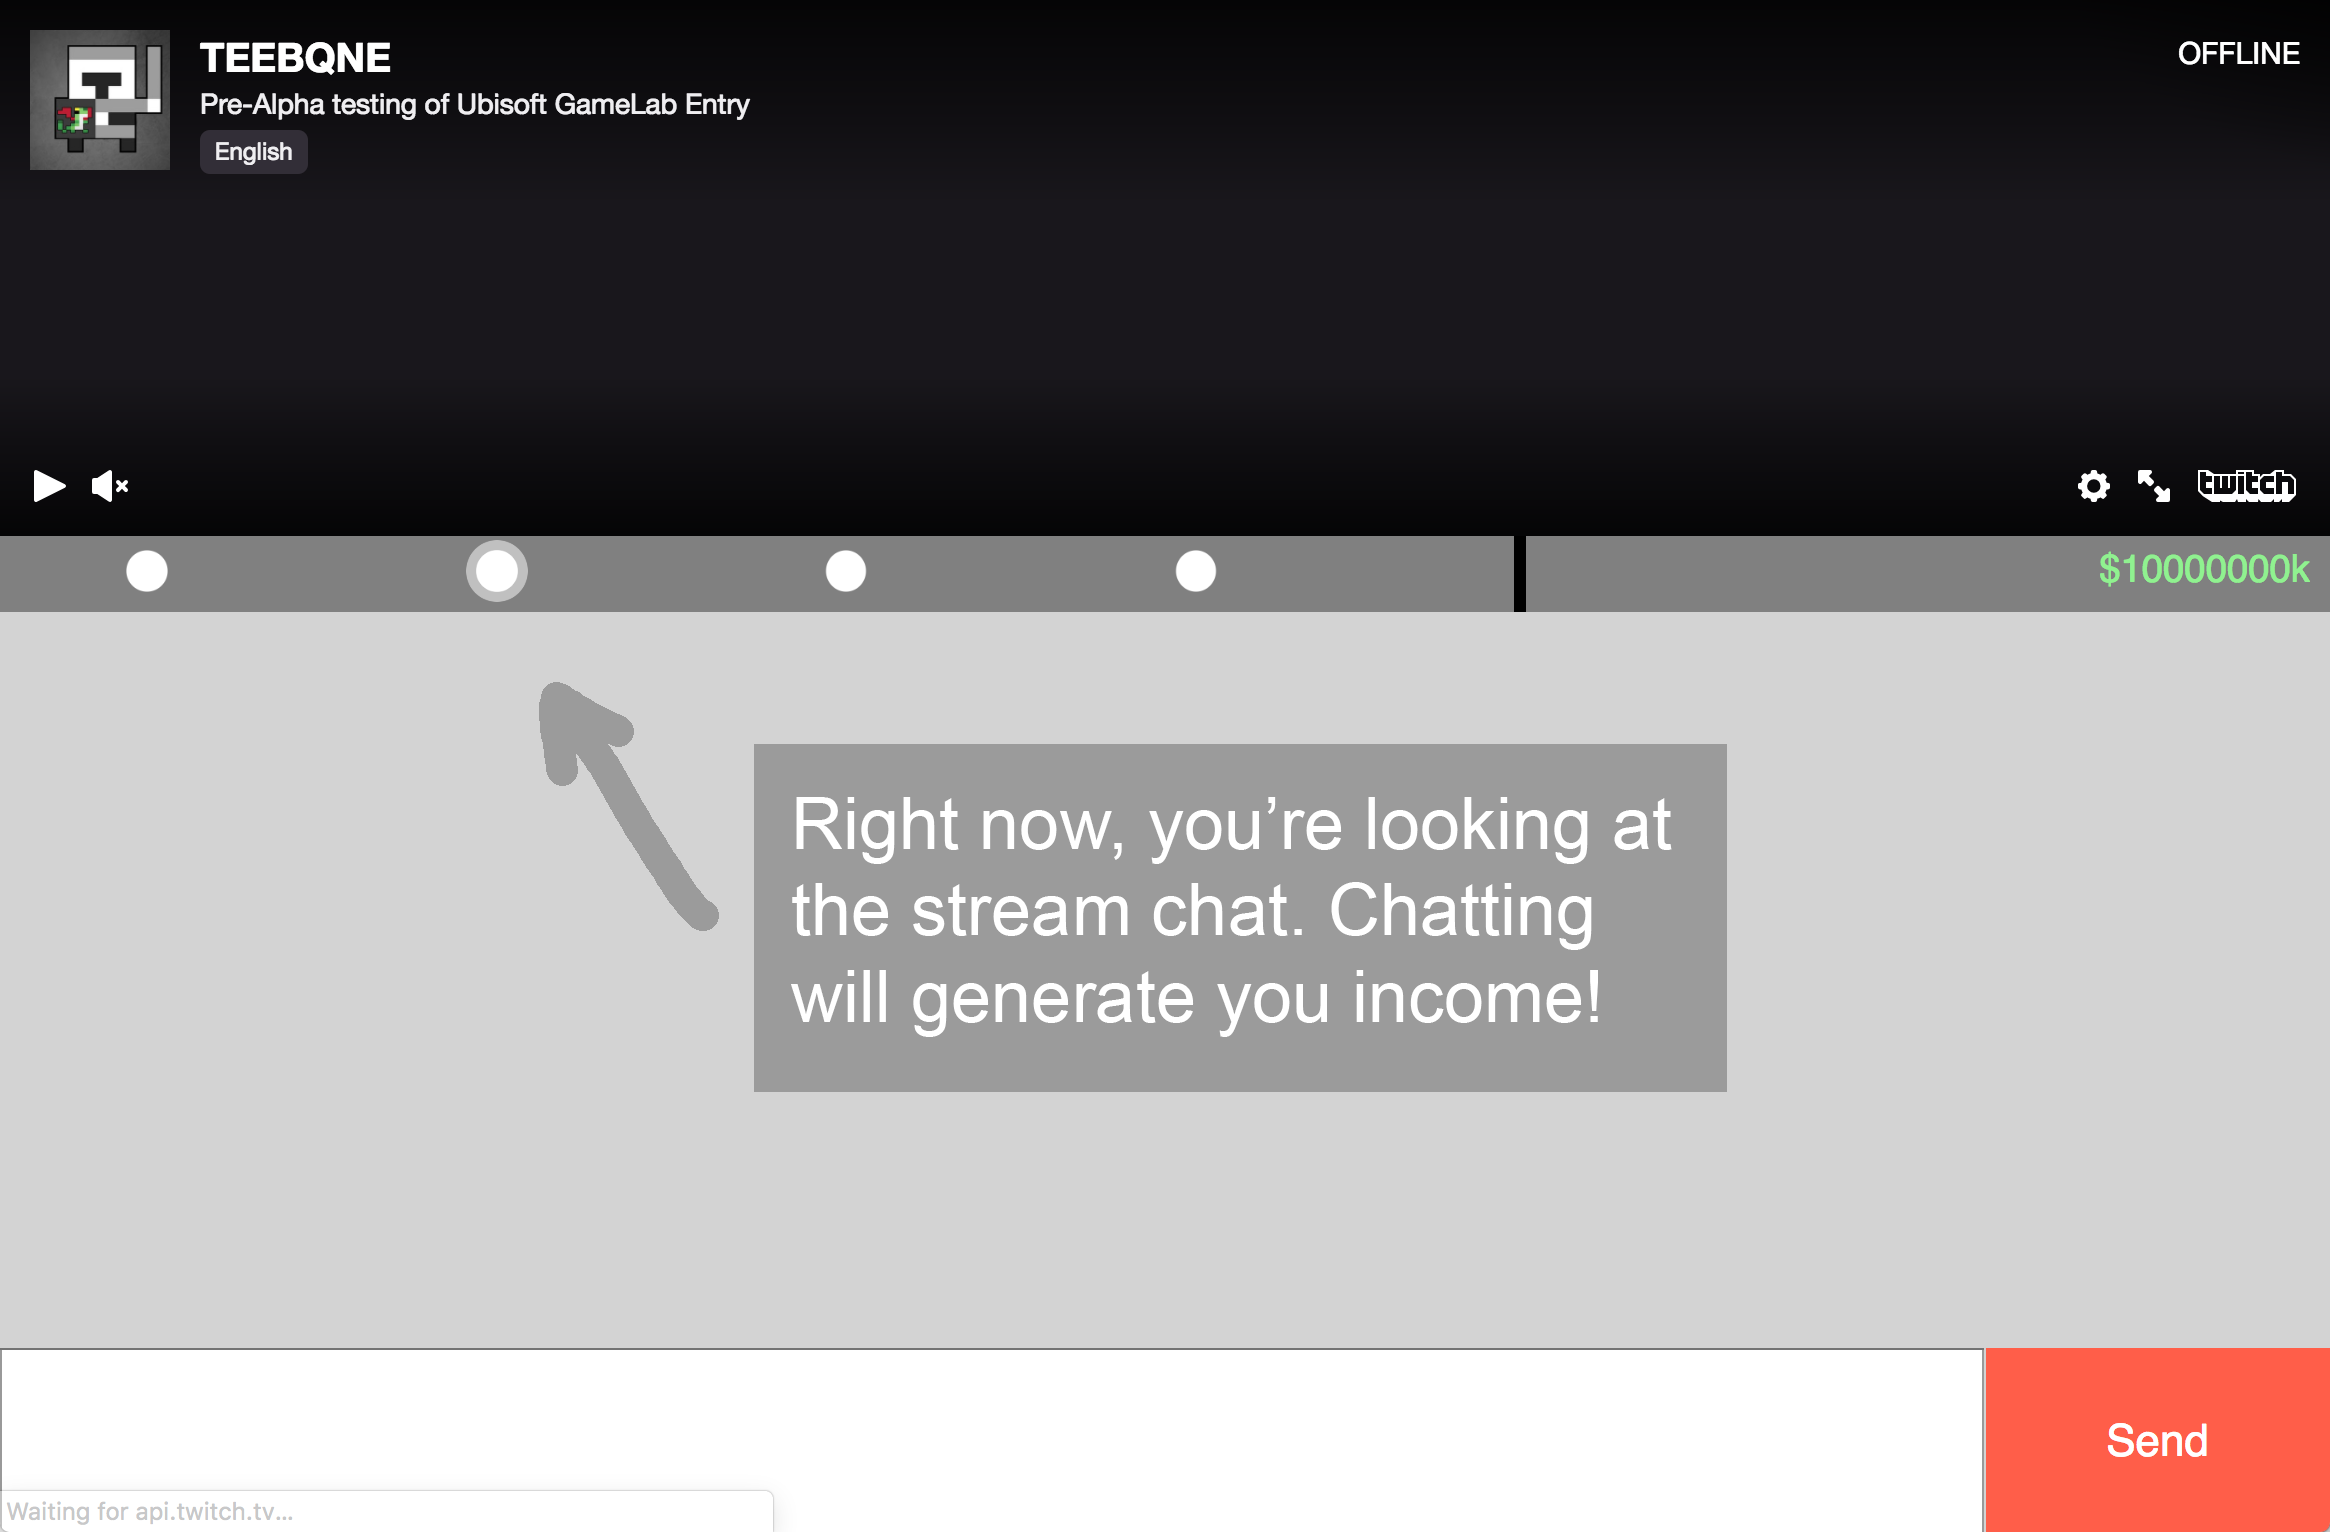 TEEBQNE
OFFLINE
Pre-Alpha testing of Ubisoft GameLab Entry
English
twitch
$10000000k
Right now, you’re looking at
the stream chat. Chatting
will generate you income!
Send
Waiting for api.twitch.tv...